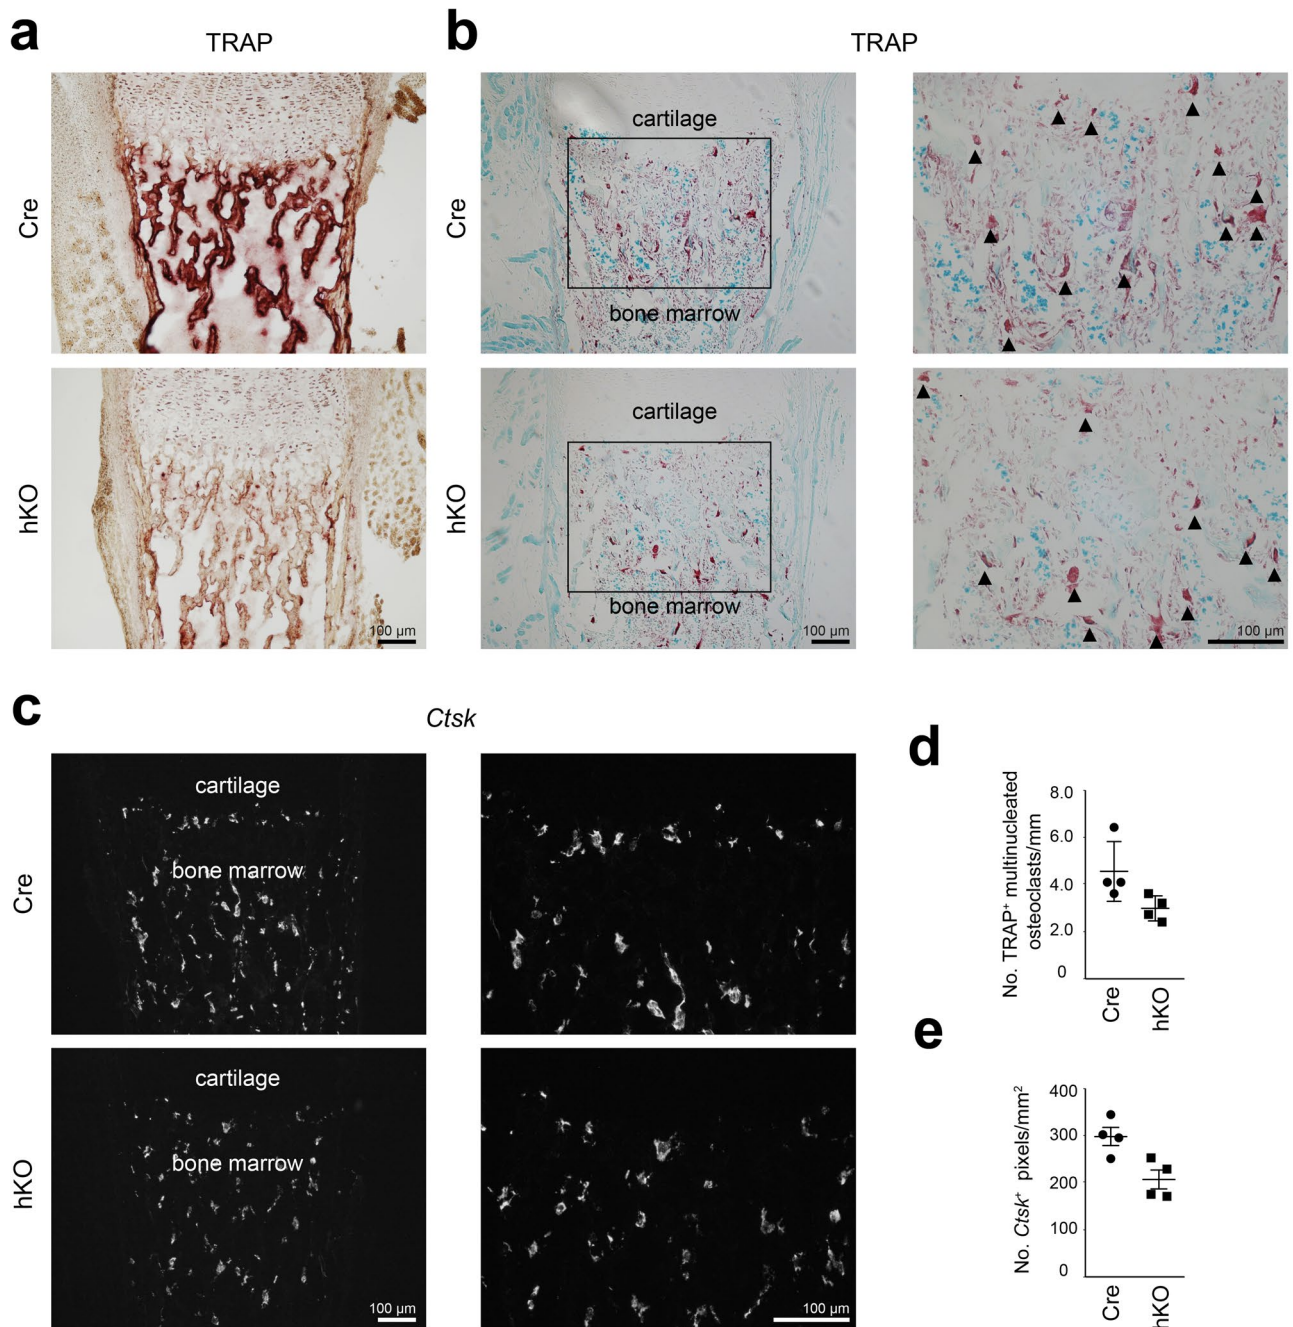 a
b
TRAP
TRAP
Cre
hKO
100 µm
Cre
cartilage
bone marrow
hKO
cartilage
bone marrow
100 µm
100 µm
c
Ctsk
Cre
cartilage
bone marrow
hKO
cartilage
bone marrow
100 µm
100 µm
d
No. TRAP⁺ multinucleated
osteoclasts/mm
8.0
6.0
4.0
2.0
0
Cre
hKO
e
No. Ctsk⁺ pixels/mm²
400
300
200
100
0
Cre
hKO